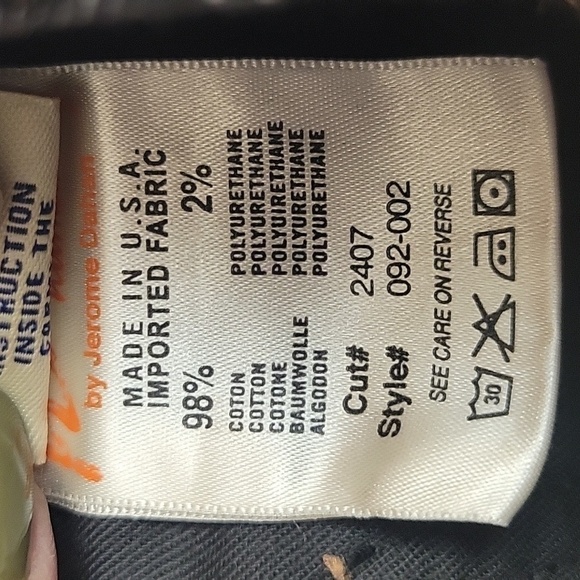 INSIDE THE
by Jerome Dahan
MADE IN U.S.A.
IMPORTED FABRIC
98% 2%
COTON POLYURETHANE
COTTON POLYURETHANE
COTONE POLYUIRETHANE
BAUMWOLLE POLYURETHANE
ALGODON POLYURETHANE
Cut# 2407
Style# 092-002
SEE CARE ON REVERSE
30